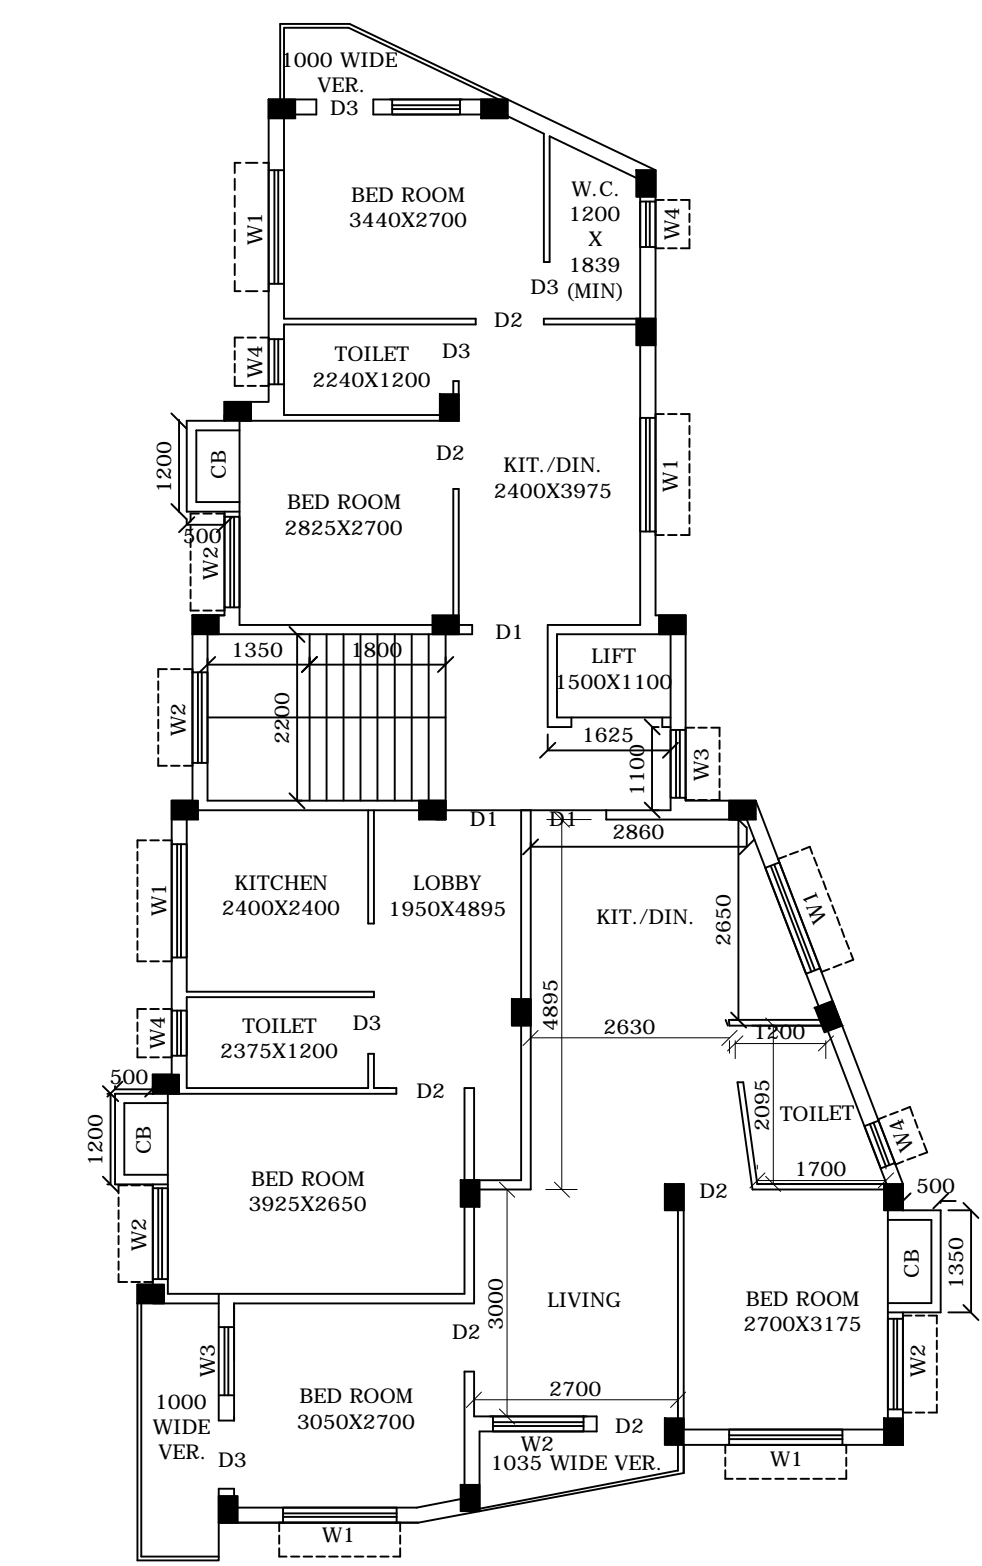 1000 WIDE
VER.
D3
BED ROOM
3440X2700
W.C.
1200
X
1839
(MIN)
W1
W4
D3
D2
TOILET
2240X1200
D3
W4
1200
CB
D2
KIT./DIN.
2400X3975
W1
BED ROOM
2825X2700
500
W2
D1
1350
1800
LIFT
1500X1100
2200
W2
1625
1100
W3
D1
D1
2860
KITCHEN
2400X2400
LOBBY
1950X4895
W1
KIT./DIN.
2650
W1
4895
TOILET
2375X1200
D3
W4
2630
1200
500
D2
1200
CB
2095
TOILET
W4
BED ROOM
3925X2650
1700
D2
500
W2
CB
1350
3000
LIVING
BED ROOM
2700X3175
D2
W3
W2
BED ROOM
3050X2700
2700
1000
WIDE
VER.
D3
W2
D2
1035 WIDE VER.
W1
W1